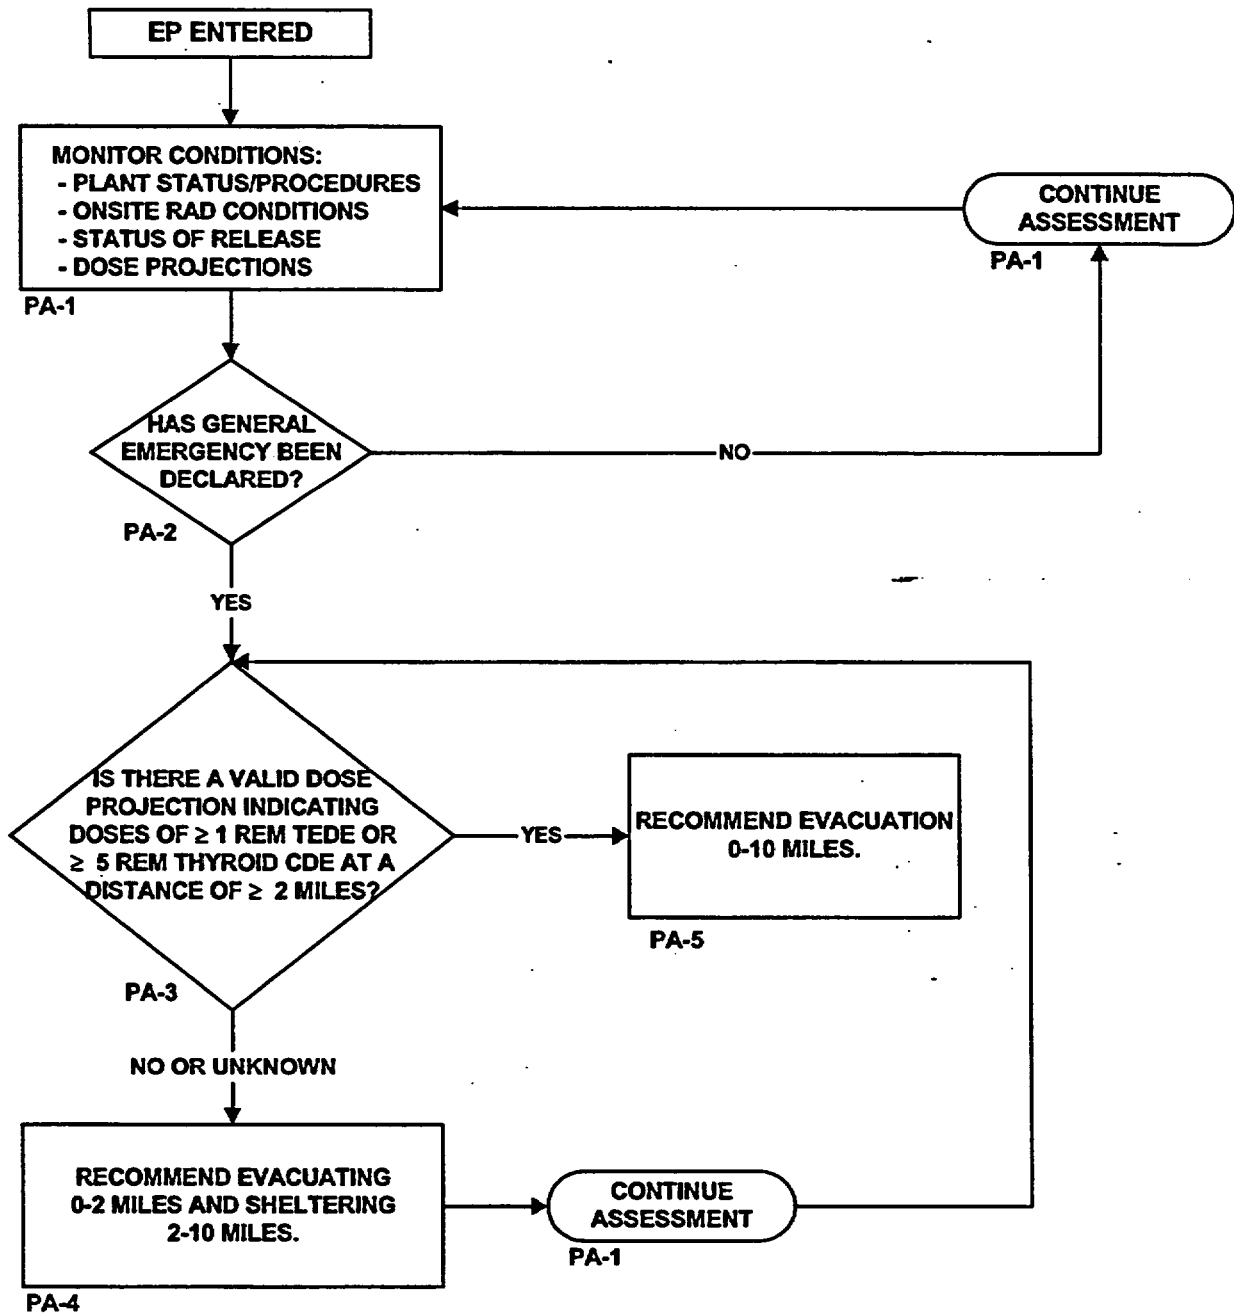 EP ENTERED
MONITOR CONDITIONS:
- PLANT STATUS/PROCEDURES
- ONSITE RAD CONDITIONS
- STATUS OF RELEASE
- DOSE PROJECTIONS
PA-1
CONTINUE
ASSESSMENT
PA-1
HAS GENERAL
EMERGENCY BEEN
DECLARED?
PA-2
NO
YES
IS THERE A VALID DOSE
PROJECTION INDICATING
DOSES OF ≥ 1 REM TEDE OR
≥ 5 REM THYROID CDE AT A
DISTANCE OF ≥ 2 MILES?
PA-3
YES
RECOMMEND EVACUATION
0-10 MILES.
PA-5
NO OR UNKNOWN
RECOMMEND EVACUATING
0-2 MILES AND SHELTERING
2-10 MILES.
PA-4
CONTINUE
ASSESSMENT
PA-1